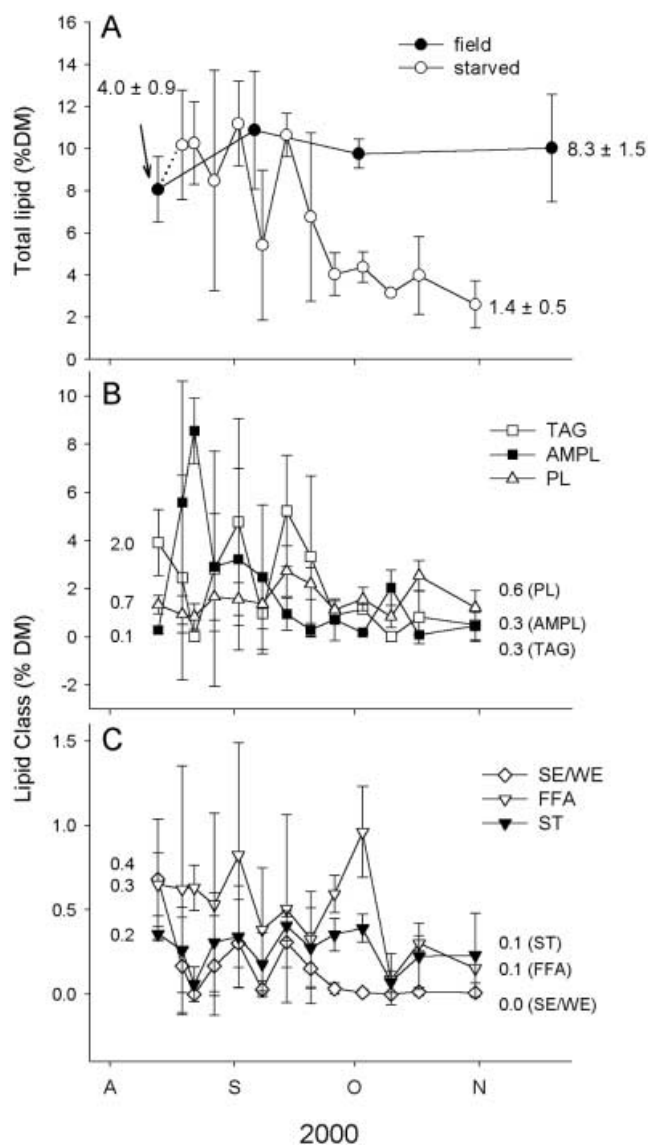 A
field
starved
4.0 ± 0.9
8.3 ± 1.5
1.4 ± 0.5
Total lipid (%DM)
16
14
12
10
8
6
4
2
0
B
TAG
AMPL
PL
10
8
6
4
2
0
-2
2.0
0.7
0.1
0.6 (PL)
0.3 (AMPL)
0.3 (TAG)
Lipid Class (% DM)
C
SE/WE
FFA
ST
1.5
1.0
0.5
0.0
0.4
0.3
0.2
0.1 (ST)
0.1 (FFA)
0.0 (SE/WE)
A S O N
2000